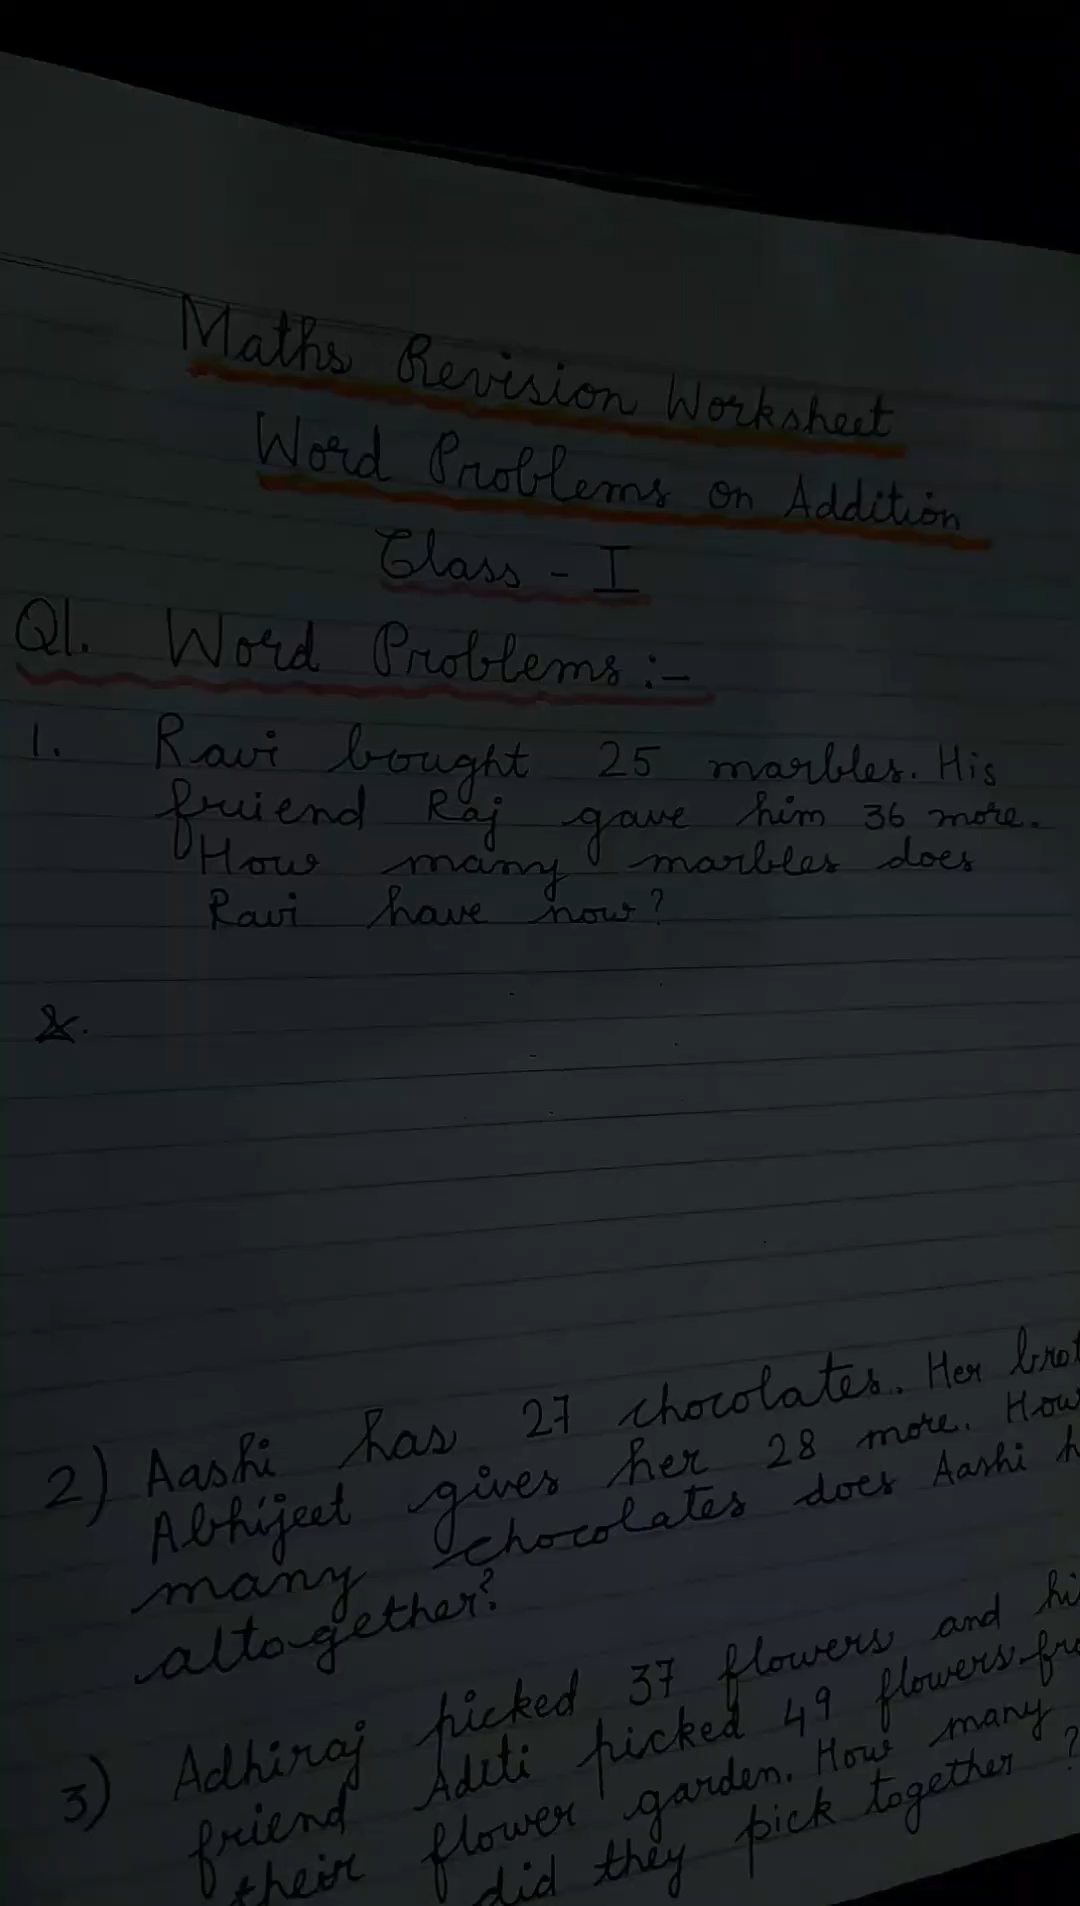 Maths Revision Worksheet
Word Problems on Addition
Class - I
Q1. Word Problems :-
1. Ravi bought 25 marbles. His
friend Raj gave him 36 more.
How many marbles does
Ravi have now?
2) Aashi has 27 chocolates. Her brot
Abhijeet gives her 28 more. How
many chocolates does Aashi h
altogether?
3) Adhiraj picked 37 flowers and hi
friend Aditi picked 49 flowers fro
their flower garden. How many
did they pick together ?